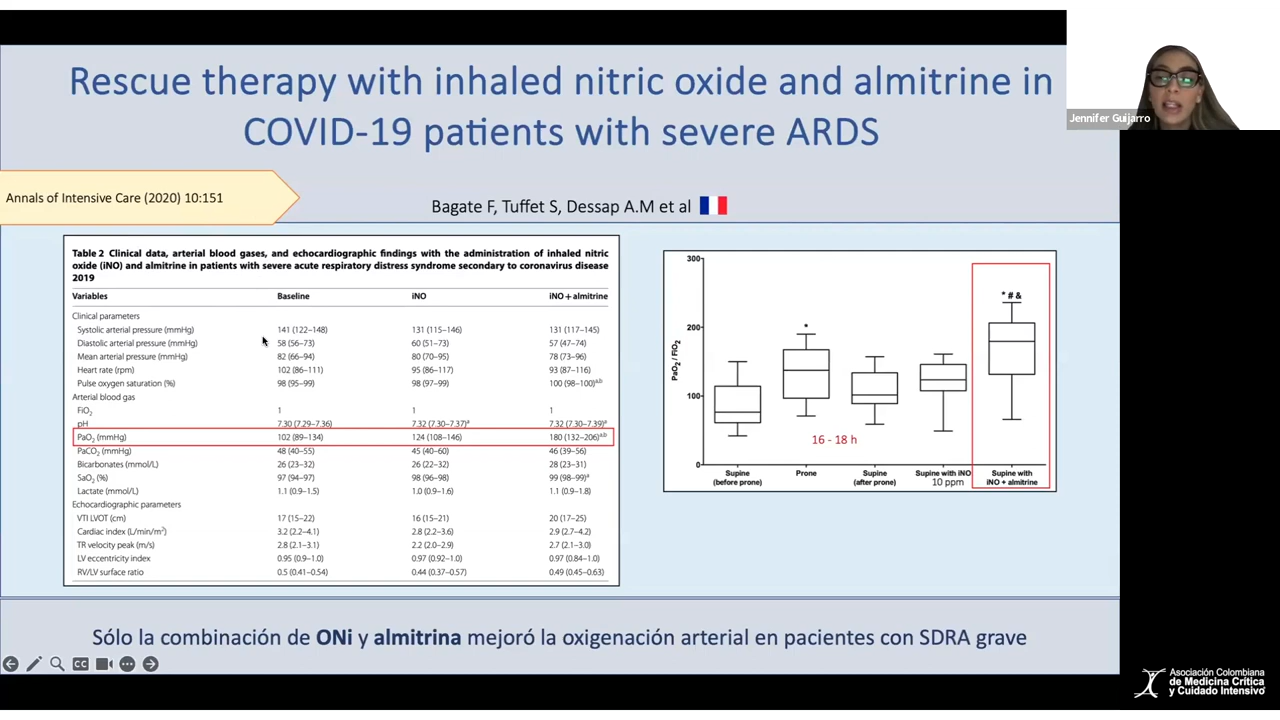 Rescue therapy with inhaled nitric oxide and almitrine in
COVID-19 patients with severe ARDS
Jennifer Guijarro
Annals of Intensive Care (2020) 10:151
Bagate F, Tuffet S, Dessap A.M et al
Table 2 Clinical data, arterial blood gases, and echocardiographic findings with the administration of inhaled nitric
oxide (iNO) and almitrine in patients with severe acute respiratory distress syndrome secondary to coronavirus disease
2019
Variables Baseline iNO iNO + almitrine
Clinical parameters
Systolic arterial pressure (mmHg) 141 (122–148) 131 (115–146) 131 (117-145)
Diastolic arterial pressure (mmHg) 58 (56–73) 60 (51–73) 57 (47–74)
Mean arterial pressure (mmHg) 82 (66–94) 80 (70–95) 78 (73–96)
Heart rate (rpm) 102 (86–111) 95 (86–117) 93 (87–116)
Pulse oxygen saturation (%) 98 (95–99) 98 (97–99) 100 (98–100)a,b
Arterial blood gas
FiO2 1 1 1
pH 7.30 (7.29–7.36) 7.32 (7.30–7.37)a 7.32 (7.30–7.39)a
PaO2 (mmHg) 102 (89–134) 124 (108–146) 180 (132–206)a,b
PaCO2 (mmHg) 48 (40–55) 45 (40–60) 46 (39–56)
Bicarbonates (mmol/L) 26 (23–32) 26 (22–32) 28 (23–31)
SaO2 (%) 97 (94–97) 98 (96–98) 99 (98–99)a
Lactate (mmol/L) 1.1 (0.9–1.5) 1.0 (0.9–1.6) 1.1 (0.9–1.8)
Echocardiographic parameters
VTI LVOT (cm) 17 (15–22) 16 (15–21) 20 (17–25)
Cardiac index (L/min/m2) 3.2 (2.2–4.1) 2.8 (2.2–3.6) 2.9 (2.7–4.2)
TR velocity peak (m/s) 2.8 (2.1–3.1) 2.2 (2.0–2.9) 2.7 (2.1–3.0)
LV eccentricity index 0.95 (0.9–1.0) 0.97 (0.92–1.0) 0.97 (0.84–1.0)
RV/LV surface ratio 0.5 (0.41–0.54) 0.44 (0.37–0.57) 0.49 (0.45–0.63)
PaO2 / FiO2
300
200
100
0
*
* # &
16 - 18 h
Supine
(before prone)
Prone
Supine
(after prone)
Supine with iNO
10 ppm
Supine with
iNO + almitrine
Sólo la combinación de ONi y almitrina mejoró la oxigenación arterial en pacientes con SDRA grave
CC
Asociación Colombiana
de Medicina Crítica
y Cuidado Intensivo